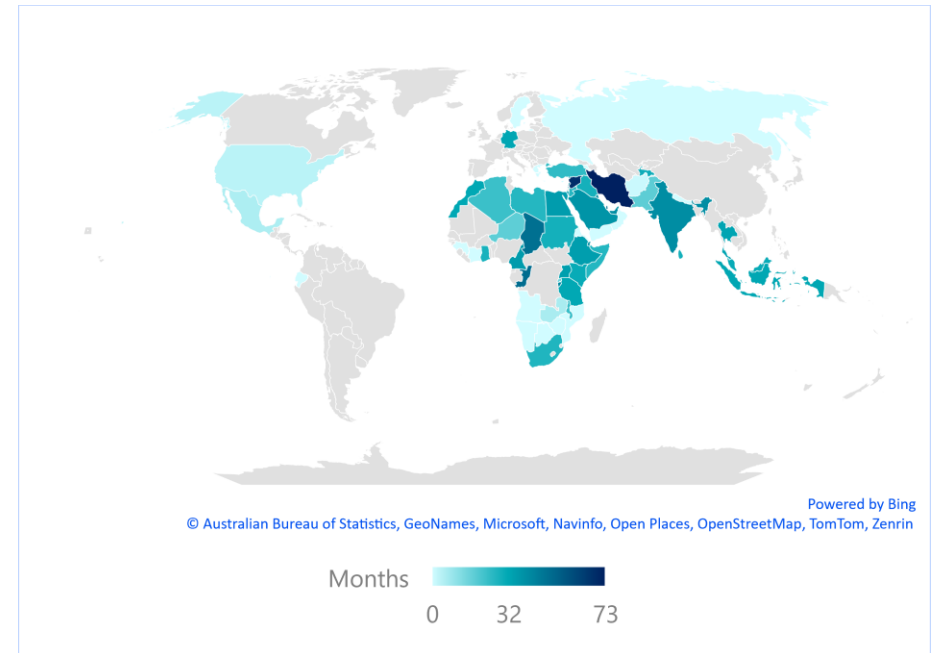 Powered by Bing
© Australian Bureau of Statistics, GeoNames, Microsoft, Navinfo, Open Places, OpenStreetMap, TomTom, Zenrin
Months
0 32 73